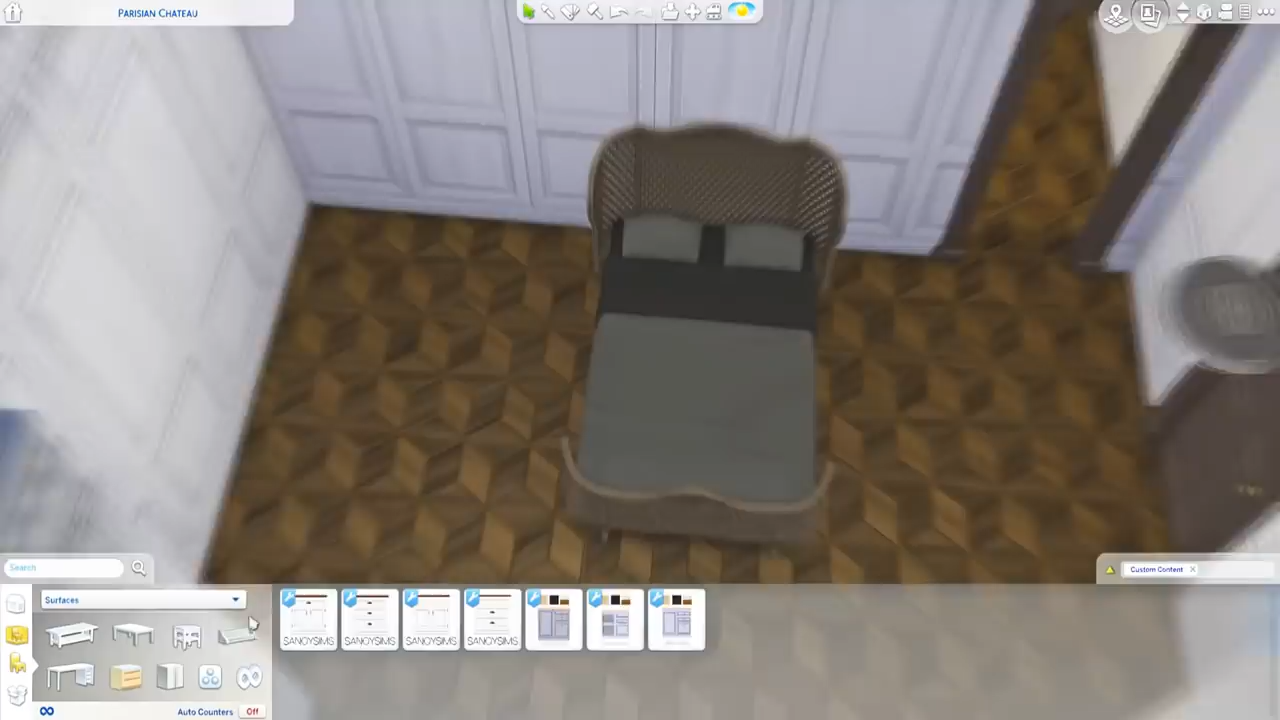 PARISIAN CHATEAU
Search
Custom Content
Surfaces
SANOYSIMS
SANOYSIMS
SANOYSIMS
SANOYSIMS
Auto Counters
Off